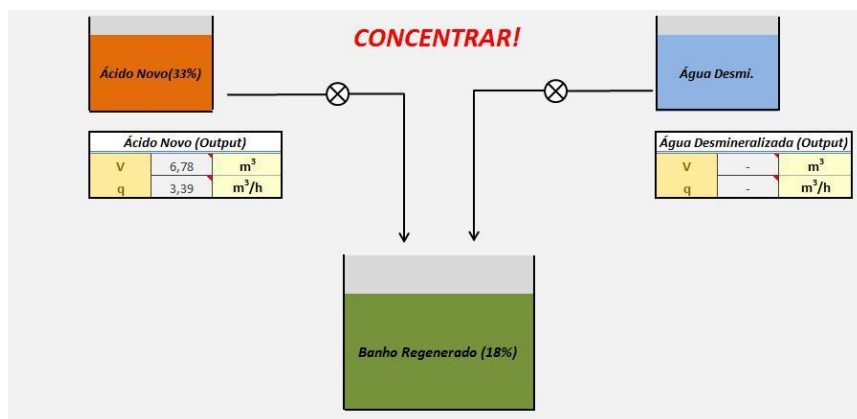 CONCENTRAR!
Ácido Novo(33%)
Água Desmi.
Ácido Novo (Output)
V 6,78 m³
q 3,39 m³/h
Água Desmineralizada (Output)
V - m³
q - m³/h
Banho Regenerado (18%)